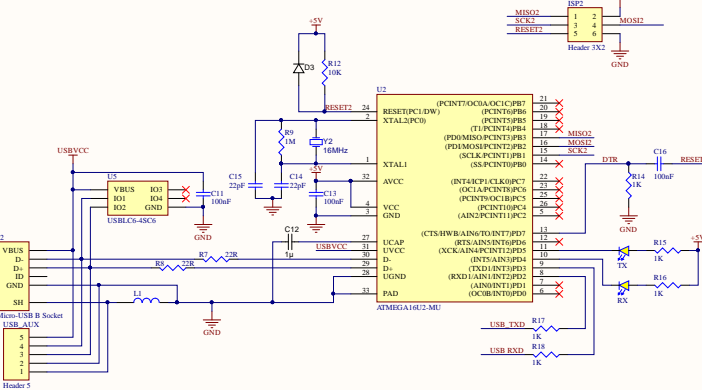 ISP2
MISO2 1 2
SCK2 3 4 MOSI2
RESET2 5 6
Header 3X2
GND
+5V
D3
R12
10K
RESET2
U2
24 RESET(PC1/DW)
2 XTAL2(PC0)
1 XTAL1
32 AVCC
4 VCC
3 GND
27 UCAP
31 UVCC
30 D-
29 D+
28 UGND
33 PAD
(PCINT7/OC0A/OC1C)PB7 21
(PCINT6)PB6 20
(PCINT5)PB5 19
(T1/PCINT4)PB4 18
(PD0/MISO/PCINT3)PB3 17 MISO2
(PDI/MOSI/PCINT2)PB2 16 MOSI2
(SCLK/PCINT1)PB1 15 SCK2
(SS/PCINT0)PB0 14
(INT4/ICP1/CLK0)PC7 22
(OC1A/PCINT8)PC6 23
(PCINT9/OC1B)PC5 25
(PCINT10)PC4 26
(AIN2/PCINT11)PC2 5
(CTS/HWB/AIN6/TO/INT7)PD7 13
(RTS/AIN5/INT6)PD6 12
(XCK/AIN4/PCINT12)PD5 11
(INT5/AIN3)PD4 10
(TXD1/INT3)PD3 9
(RXD1/AIN1/INT2)PD2 8
(AIN0/INT1)PD1 7
(OC0B/INT0)PD0 6
ATMEGA16U2-MU
R9
1M
Y2
16MHz
+5V
C15
22pF
C14
22pF
C13
100nF
GND
USBVCC
U5
VBUS IO3
IO1 IO4
IO2 GND
USBLC6-4SC6
C11
100nF
GND
C12
1µ
USBVCC
R7 22R
R8 22R
2
VBUS
D-
D+
ID
GND
SH
Micro-USB B Socket
L1
GND
USB_AUX
5
4
3
2
1
Header 5
DTR
C16
100nF
RESET
R14
1K
GND
+5V
TX
R15
1K
RX
R16
1K
USB_TXD
R17
1K
USB RXD
R18
1K